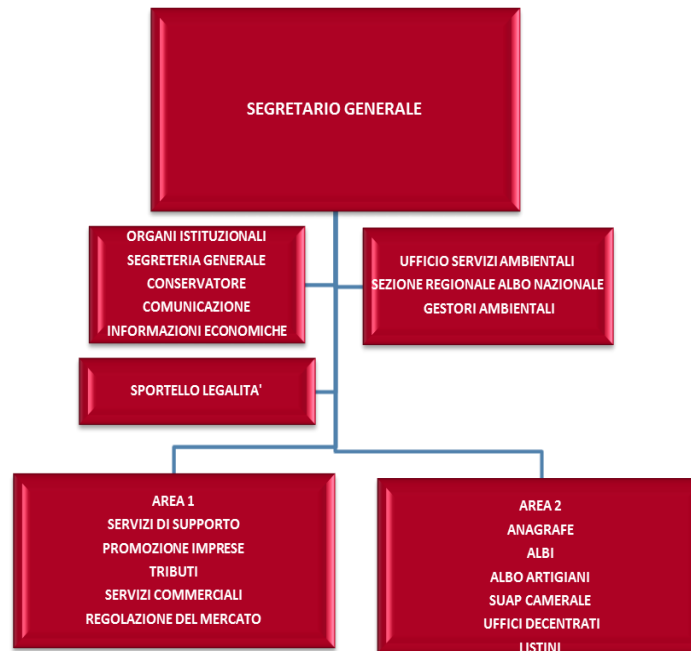 SEGRETARIO GENERALE
ORGANI ISTITUZIONALI
SEGRETERIA GENERALE
CONSERVATORE
COMUNICAZIONE
INFORMAZIONI ECONOMICHE
UFFICIO SERVIZI AMBIENTALI
SEZIONE REGIONALE ALBO NAZIONALE
GESTORI AMBIENTALI
SPORTELLO LEGALITA'
AREA 1
SERVIZI DI SUPPORTO
PROMOZIONE IMPRESE
TRIBUTI
SERVIZI COMMERCIALI
REGOLAZIONE DEL MERCATO
AREA 2
ANAGRAFE
ALBI
ALBO ARTIGIANI
SUAP CAMERALE
UFFICI DECENTRATI
LISTINI